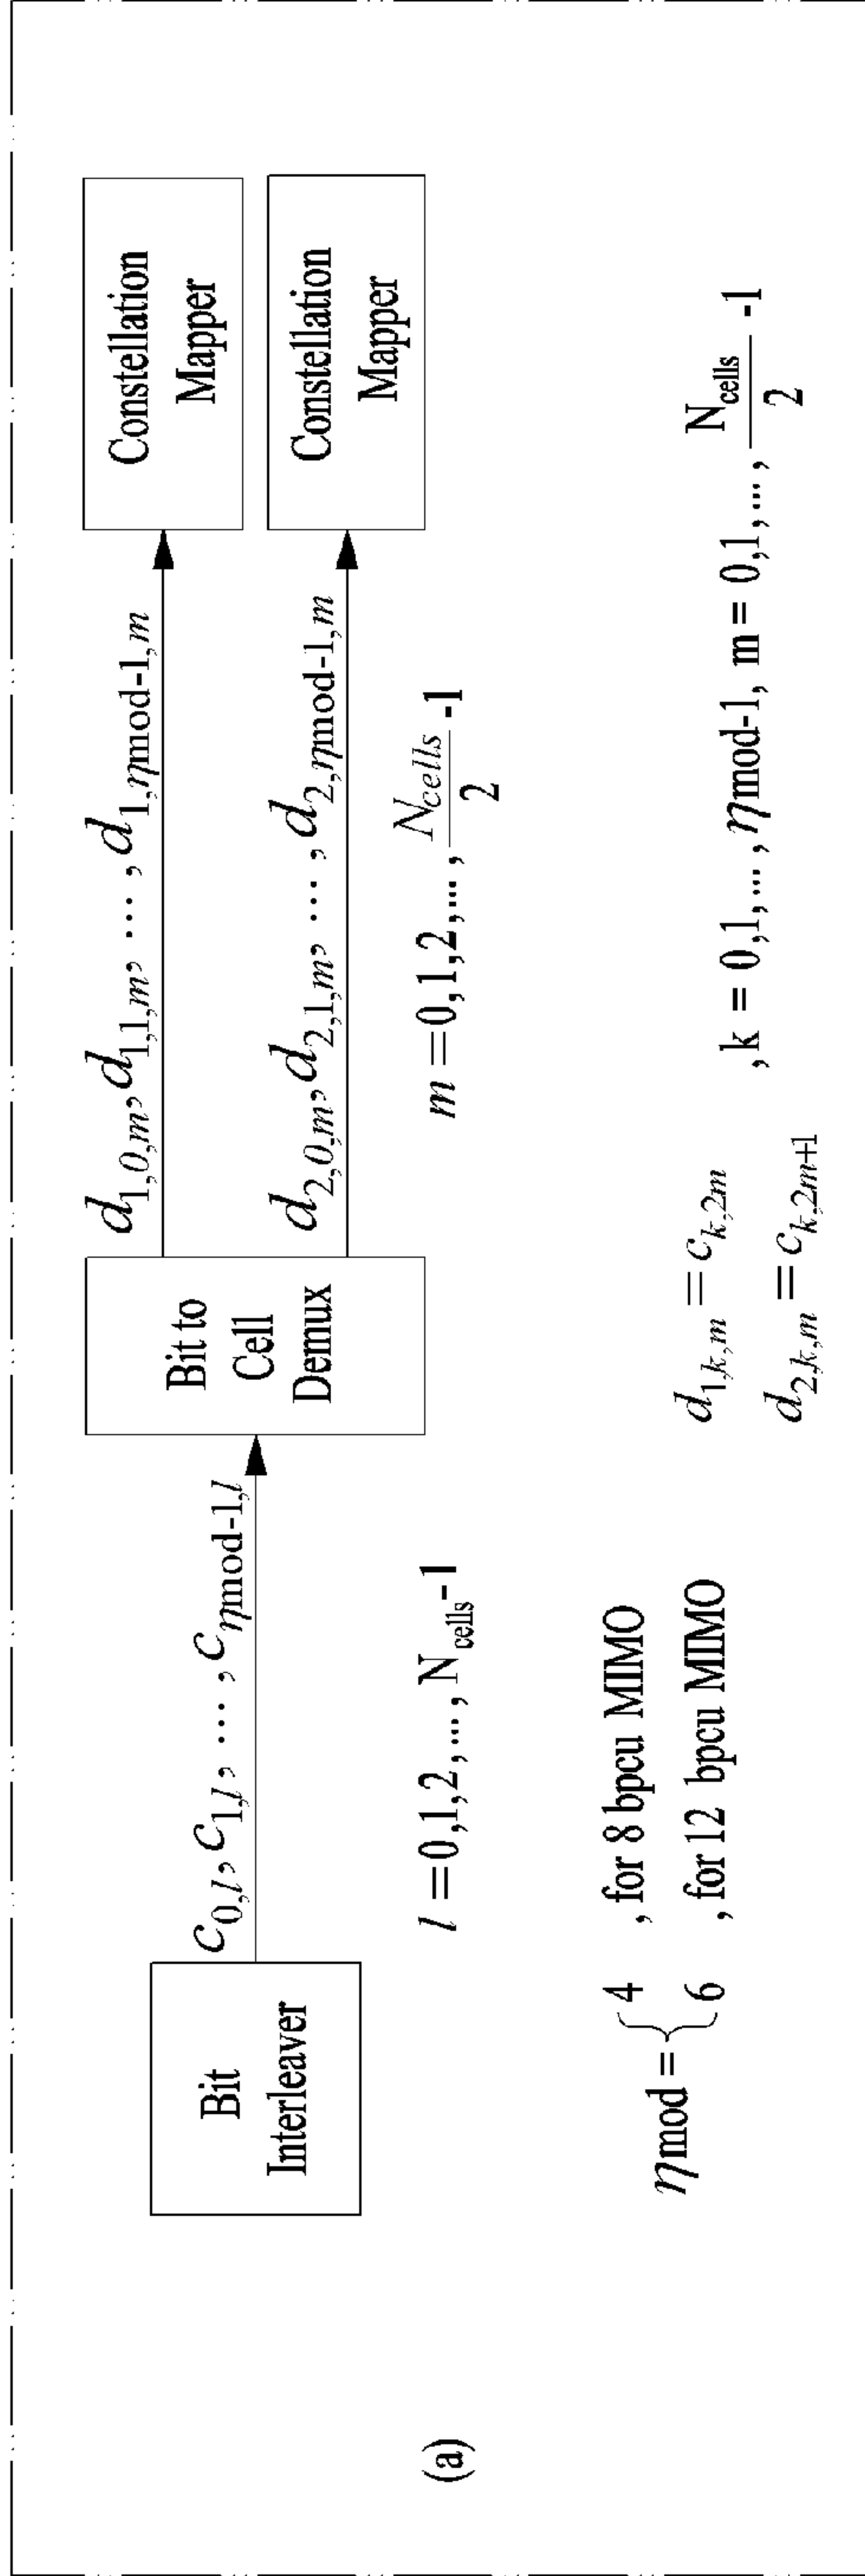 (a)
Bit
Interleaver
c0,l, c1,l, ..., cηmod-1,l
l = 0,1,2,..., Ncells-1
Bit to
Cell
Demux
d1,0,m, d1,1,m, ..., d1,ηmod-1,m
d2,0,m, d2,1,m, ..., d2,ηmod-1,m
m = 0,1,2,..., Ncells/2 -1
Constellation
Mapper
Constellation
Mapper
ηmod = { 4 , for 8 bpcu MIMO
6 , for 12 bpcu MIMO
d1,k,m = ck,2m
d2,k,m = ck,2m+1
, k = 0,1,... , ηmod-1, m = 0,1,..., Ncells/2 -1